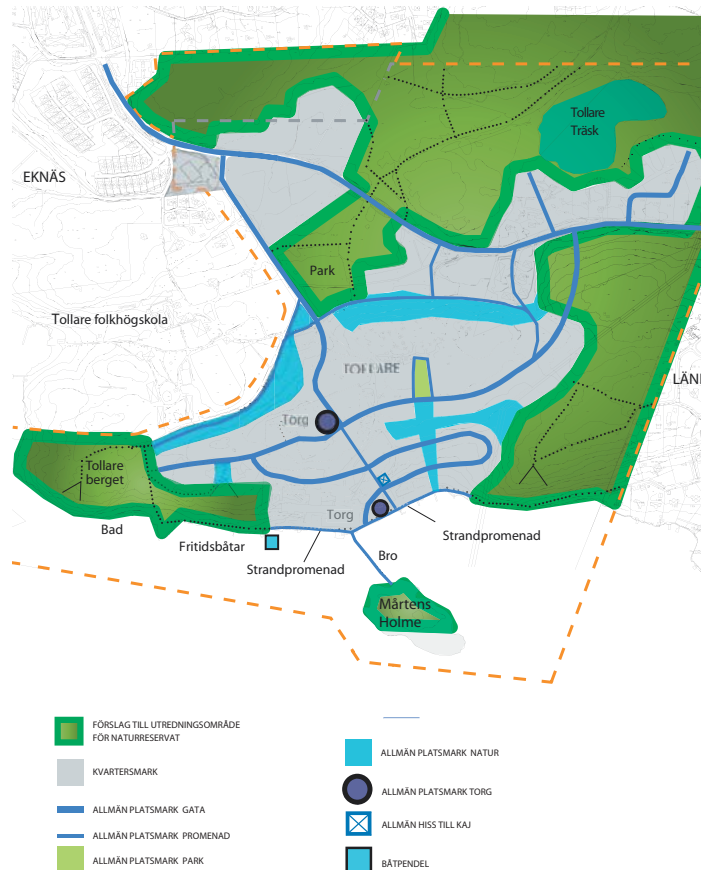 Tollare
Träsk
EKNÄS
Park
Tollare folkhögskola
TOLLARE
LÄN
Torg
Tollare
berget
Bad
Torg
Fritidsbåtar
Strandpromenad
Strandpromenad
Bro
Mårtens
Holme
FÖRSLAG TILL UTREDNINGSOMRÅDE
FÖR NATURRESERVAT
KVARTERSMARK
ALLMÄN PLATSMARK GATA
ALLMÄN PLATSMARK PROMENAD
ALLMÄN PLATSMARK PARK
ALLMÄN PLATSMARK NATUR
ALLMÄN PLATSMARK TORG
ALLMÄN HISS TILL KAJ
BÅTPENDEL